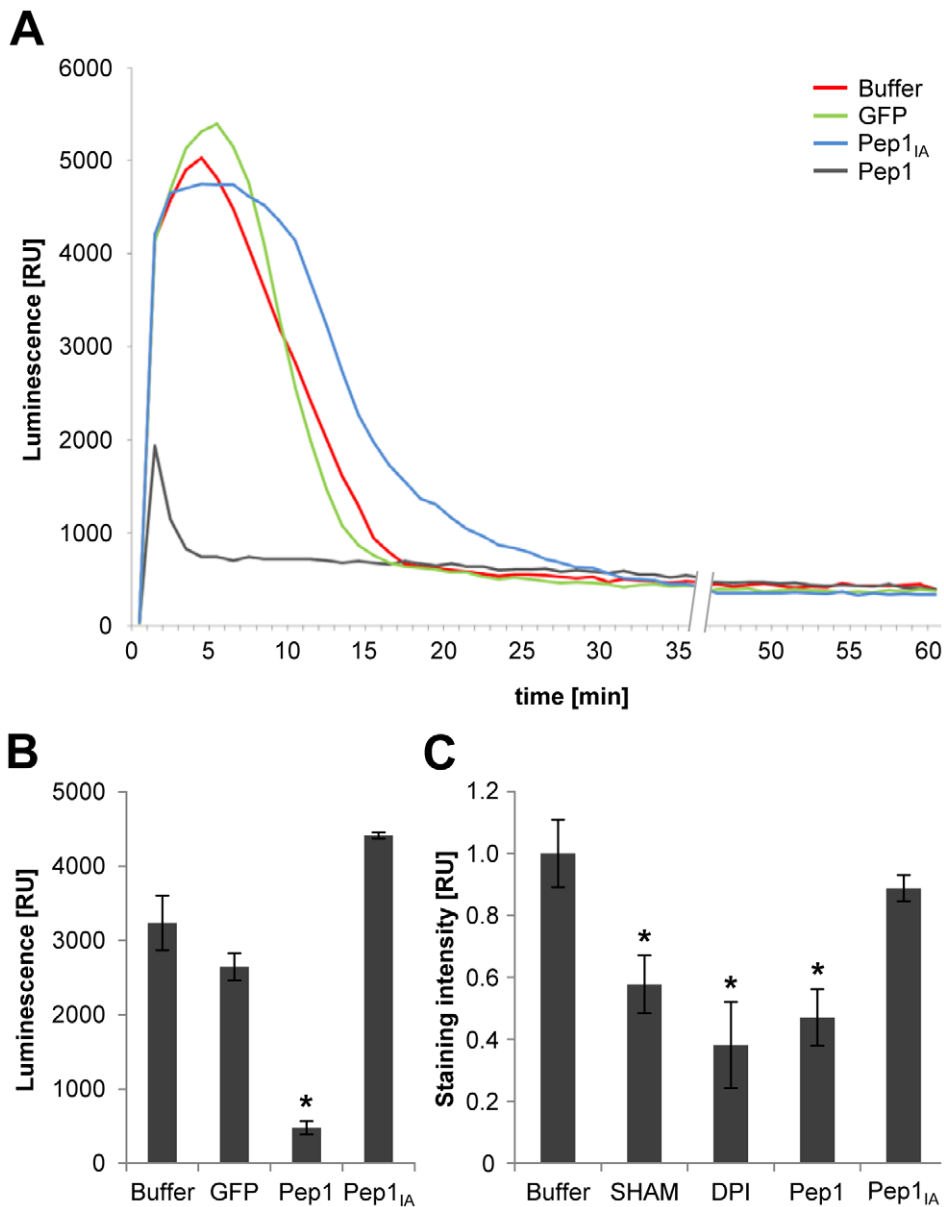 A
6000
5000
4000
3000
2000
1000
0
Luminescence [RU]
Buffer
GFP
Pep1IA
Pep1
0 5 10 15 20 25 30 35 50 55 60
time [min]
B
5000
4000
3000
2000
1000
0
Luminescence [RU]
*
Buffer GFP Pep1 Pep1IA
C
1.2
1.0
0.8
0.6
0.4
0.2
0
Staining intensity [RU]
* * *
Buffer SHAM DPI Pep1 Pep1IA